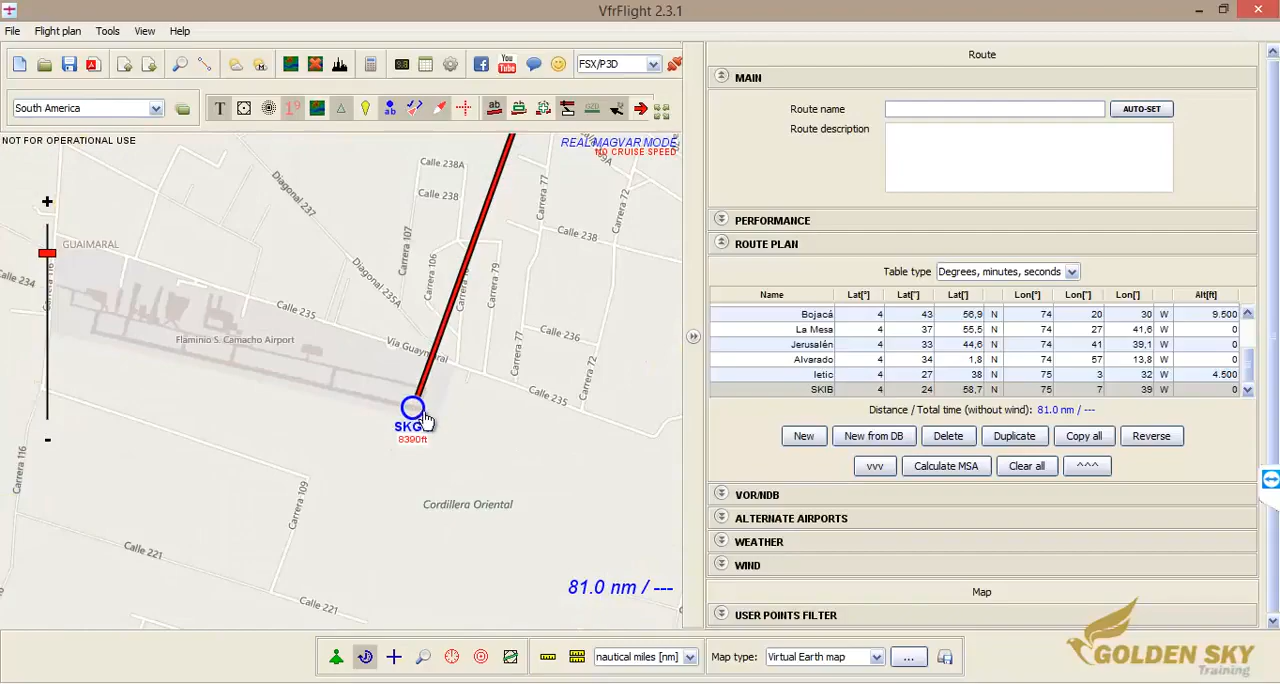 VfrFlight 2.3.1
File Flight plan Tools View Help
FSX/P3D
South America
NOT FOR OPERATIONAL USE
REAL MAGVAR MODE
NO CRUISE SPEED
Calle 238A
Calle 238
Diagonal 237
Carrera 77
Carrera 72
Calle 238
GUAIMARAL
Carrera 107
Carrera 106
Carrera 79
Calle 234
Carrera 116
Diagonal 235A
Calle 235
Flaminio S. Camacho Airport
Vía Guaymaral
Carrera 77
Calle 236
Carrera 72
Calle 235
8390ft
Carrera 116
Carrera 109
Cordillera Oriental
Calle 221
Calle 221
81.0 nm / ---
+
-
Route
MAIN
Route name AUTO-SET
Route description
PERFORMANCE
ROUTE PLAN
Table type Degrees, minutes, seconds
Name Lat[°] Lat['] Lat['] Lon[°] Lon['] Lon['] Alt[ft]
Bojacá 4 43 56,9 N 74 20 30 W 9.500
La Mesa 4 37 55,5 N 74 27 41,6 W 0
Jerusalén 4 33 44,6 N 74 41 39,1 W 0
Alvarado 4 34 1,8 N 74 57 13,8 W 0
Ietic 4 27 38 N 75 3 32 W 4.500
SKIB 4 24 58,7 N 75 7 39 W 0
Distance / Total time (without wind): 81.0 nm / ---
New New from DB Delete Duplicate Copy all Reverse
vvv Calculate MSA Clear all ^^^
VOR/NDB
ALTERNATE AIRPORTS
WEATHER
WIND
Map
USER POINTS FILTER
nautical miles [nm] Map type: Virtual Earth map ...
GOLDEN SKY
Training